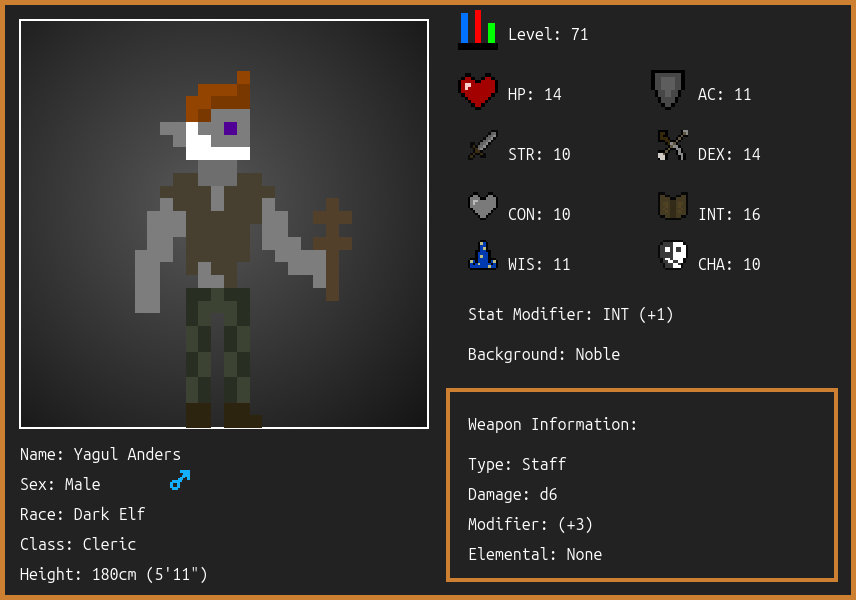 Level: 71
HP: 14
AC: 11
STR: 10
DEX: 14
CON: 10
INT: 16
WIS: 11
CHA: 10
Stat Modifier: INT (+1)
Background: Noble
Weapon Information:
Type: Staff
Damage: d6
Modifier: (+3)
Elemental: None
Name: Yagul Anders
Sex: Male
Race: Dark Elf
Class: Cleric
Height: 180cm (5'11")